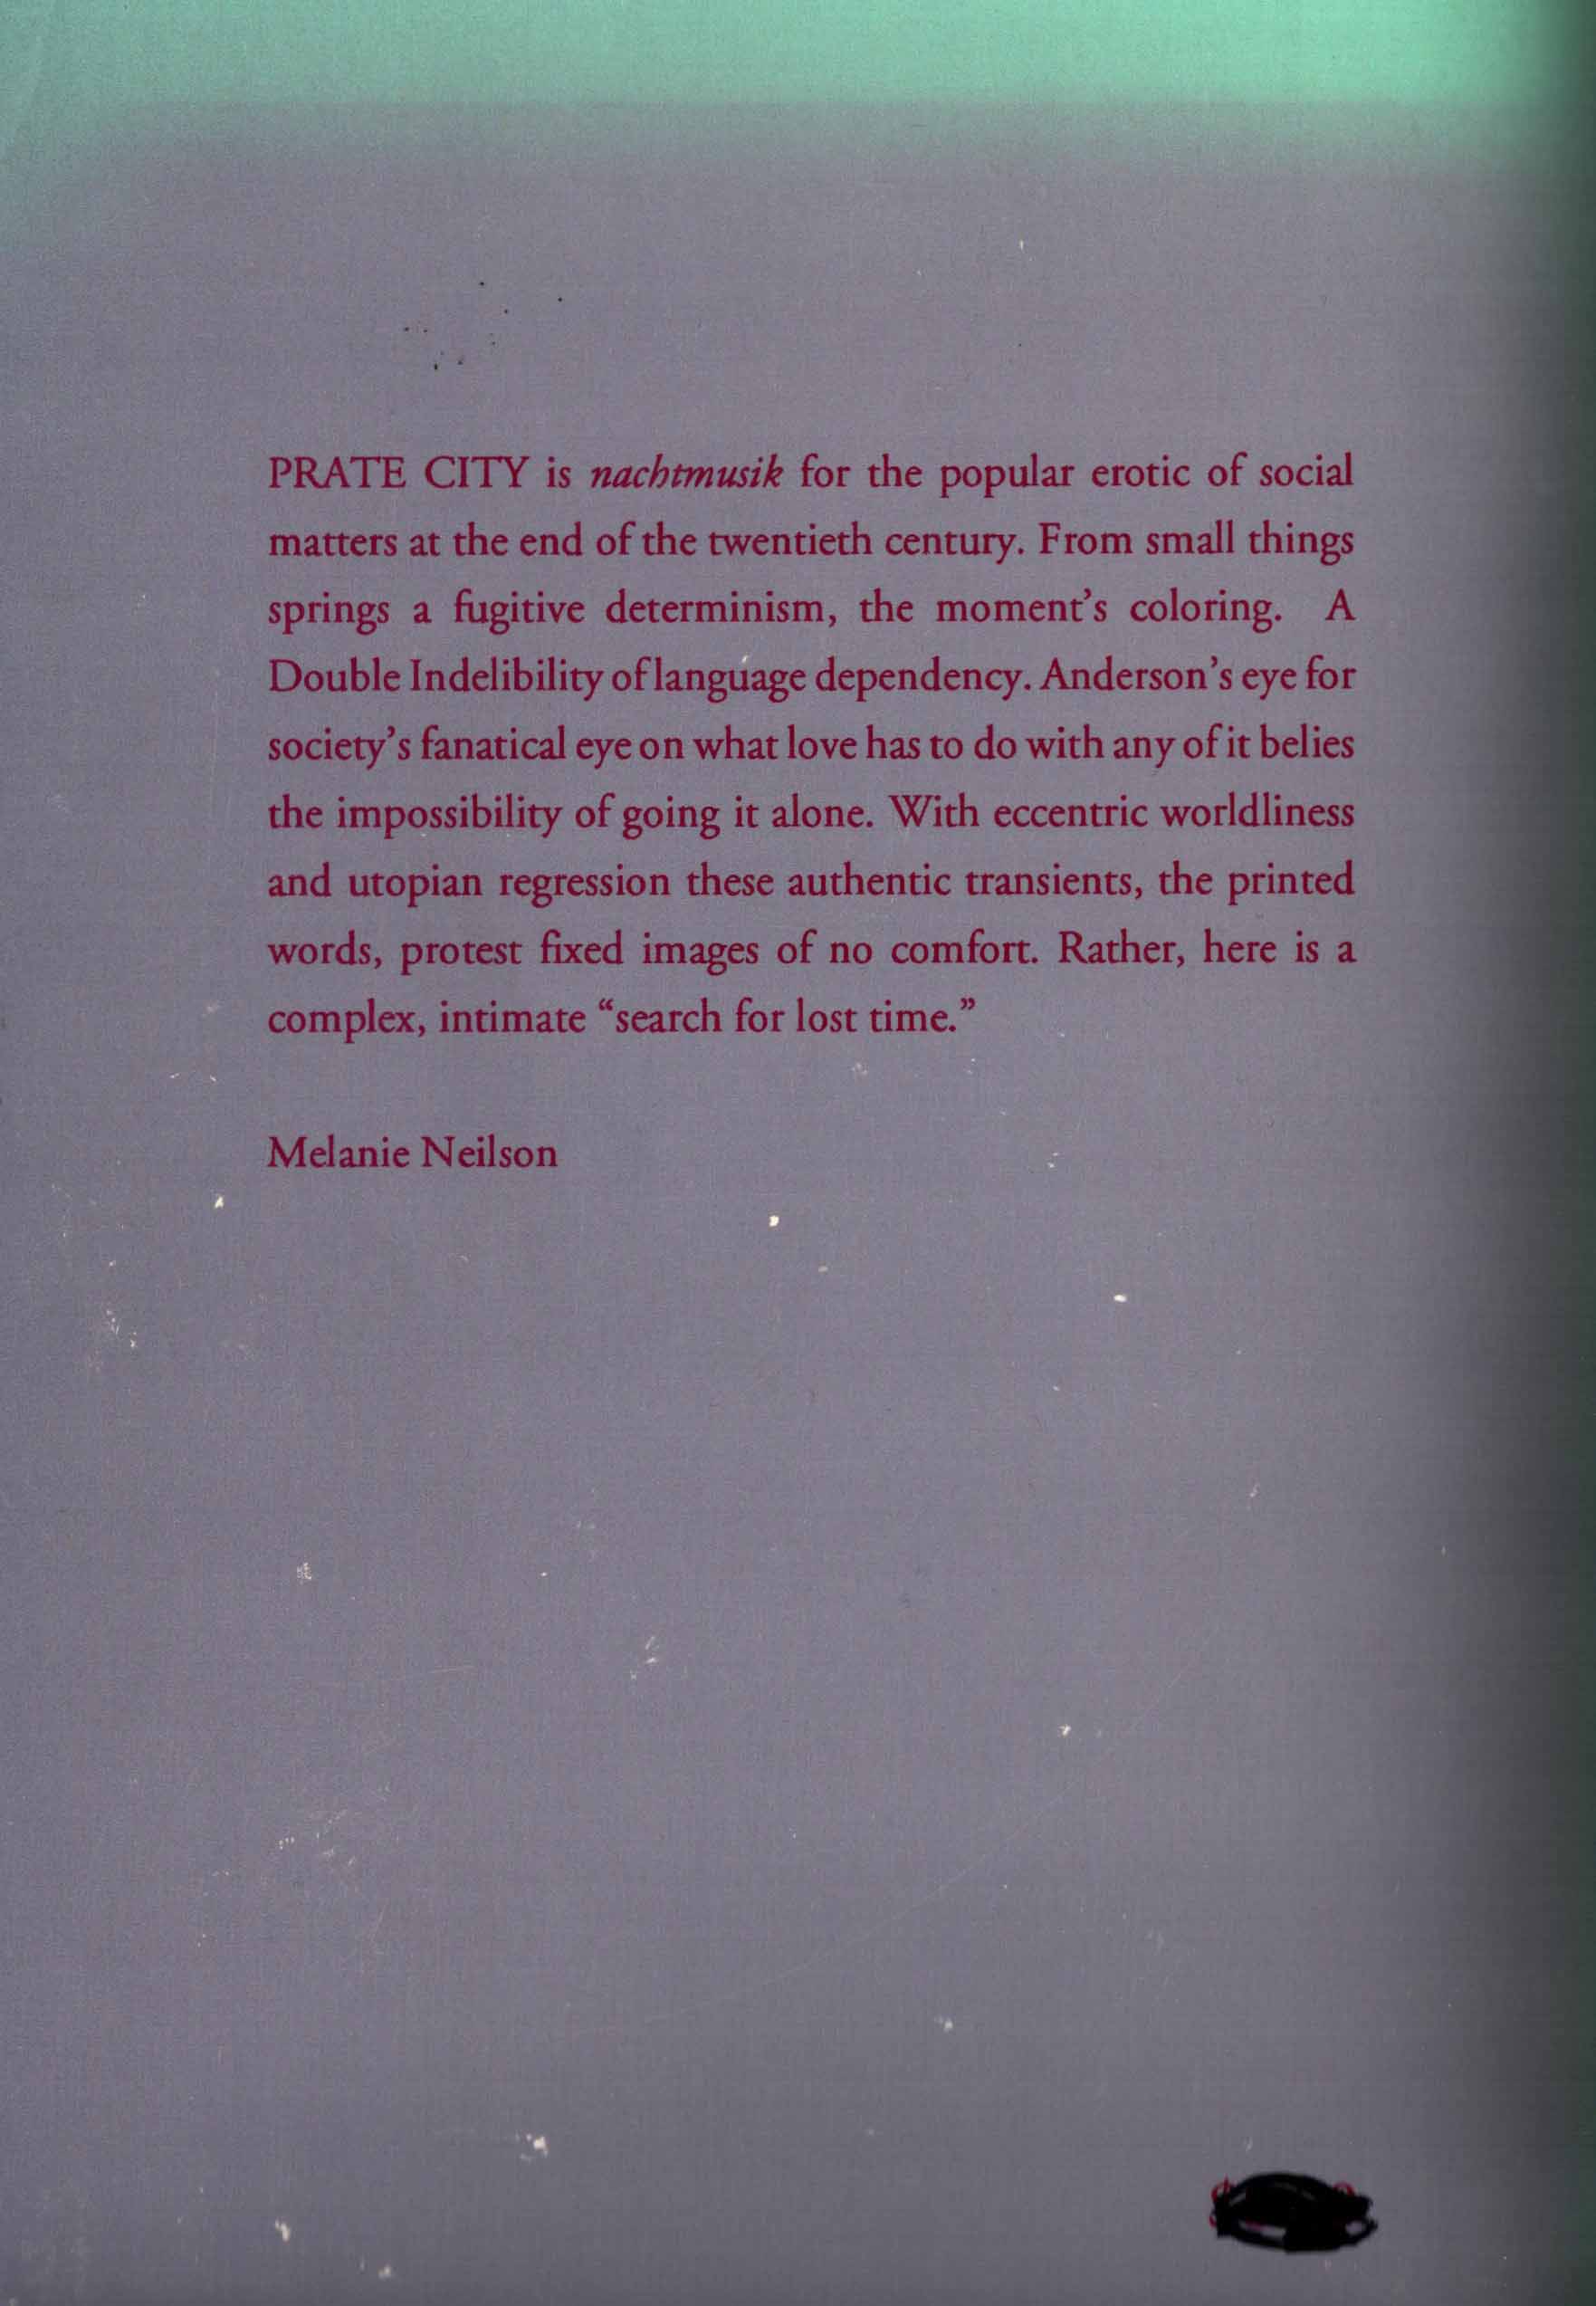 PRATE CITY is nachtmusik for the popular erotic of social
matters at the end of the twentieth century. From small things
springs a fugitive determinism, the moment's coloring. A
Double Indelibility of language dependency. Anderson's eye for
society's fanatical eye on what love has to do with any of it belies
the impossibility of going it alone. With eccentric worldliness
and utopian regression these authentic transients, the printed
words, protest fixed images of no comfort. Rather, here is a
complex, intimate “search for lost time.”
Melanie Neilson